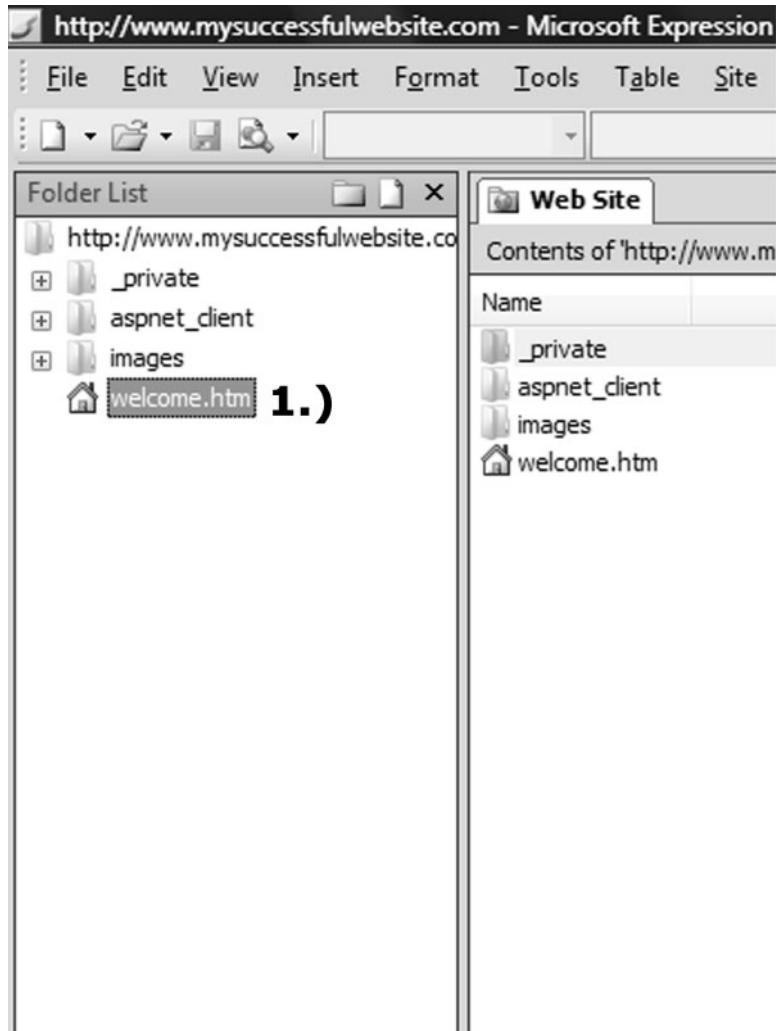 http://www.mysuccessfulwebsite.com - Microsoft Expression
File Edit View Insert Format Tools Table Site
Folder List
http://www.mysuccessfulwebsite.co
_private
aspnet_client
images
welcome.htm 1.)
Web Site
Contents of 'http://www.m
Name
_private
aspnet_client
images
welcome.htm